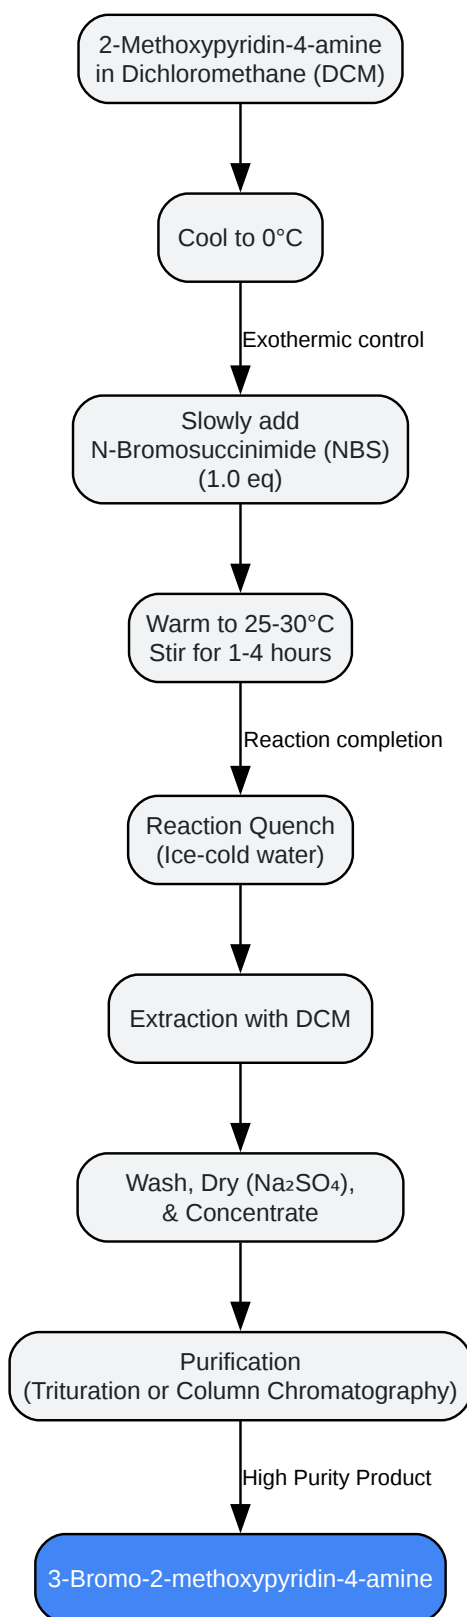 2-Methoxypyridin-4-amine
in Dichloromethane (DCM)
Cool to 0°C
Exothermic control
Slowly add
N-Bromosuccinimide (NBS)
(1.0 eq)
Warm to 25-30°C
Stir for 1-4 hours
Reaction completion
Reaction Quench
(Ice-cold water)
Extraction with DCM
Wash, Dry (Na₂SO₄),
& Concentrate
Purification
(Trituration or Column Chromatography)
High Purity Product
3-Bromo-2-methoxypyridin-4-amine